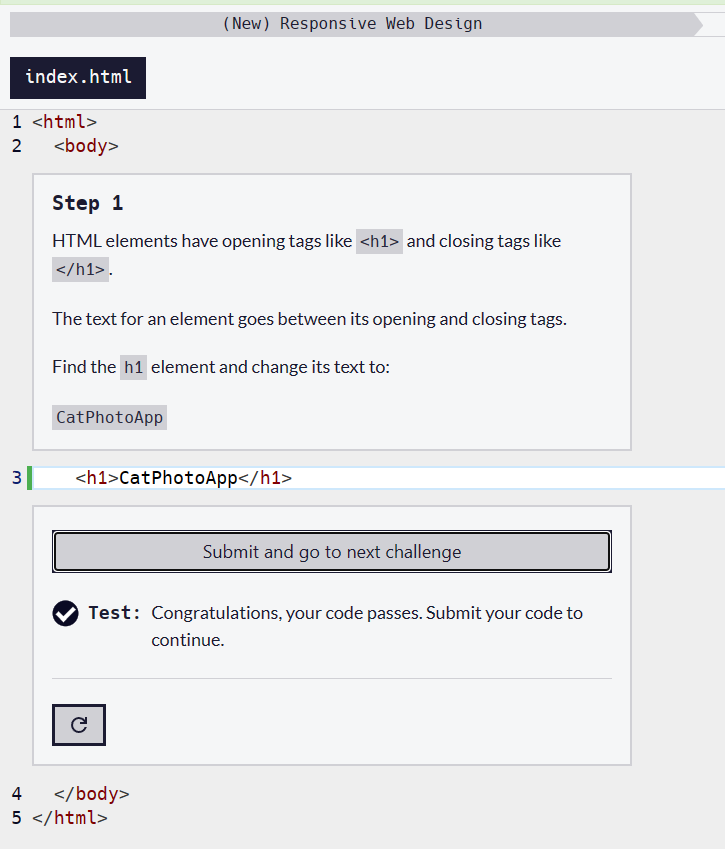 (New) Responsive Web Design
index.html
1 <html>
2 <body>
Step 1
HTML elements have opening tags like <h1> and closing tags like
</h1>.
The text for an element goes between its opening and closing tags.
Find the h1 element and change its text to:
CatPhotoApp
3 <h1>CatPhotoApp</h1>
Submit and go to next challenge
Test: Congratulations, your code passes. Submit your code to
continue.
4 </body>
5 </html>